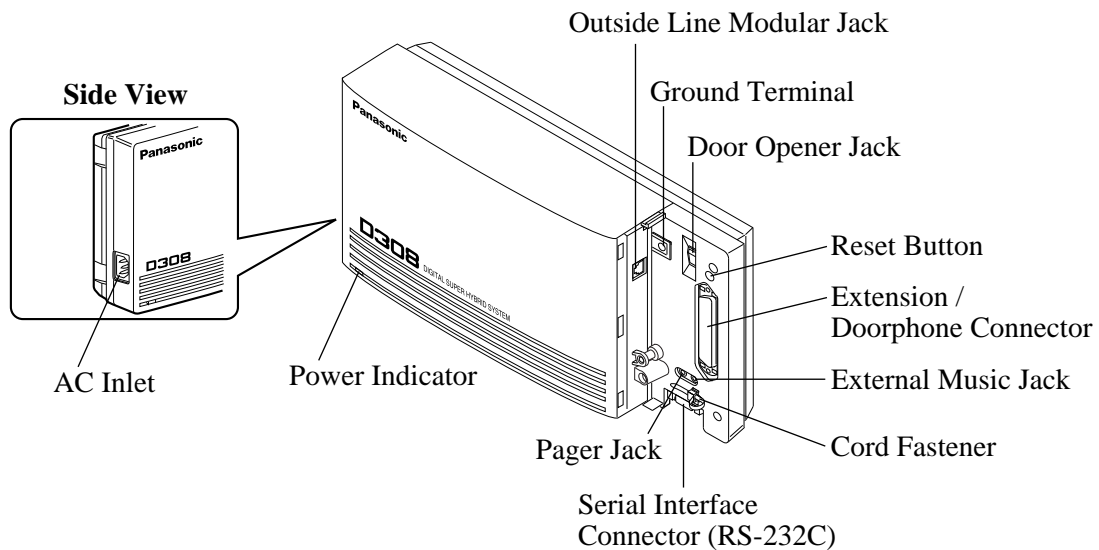 Outside Line Modular Jack
Side View
Ground Terminal
Panasonic
Panasonic
Door Opener Jack
D308
DIGITAL SUPER HYBRID SYSTEM
D308
Reset Button
Extension /
Doorphone Connector
AC Inlet
Power Indicator
External Music Jack
Pager Jack
Cord Fastener
Serial Interface
Connector (RS-232C)